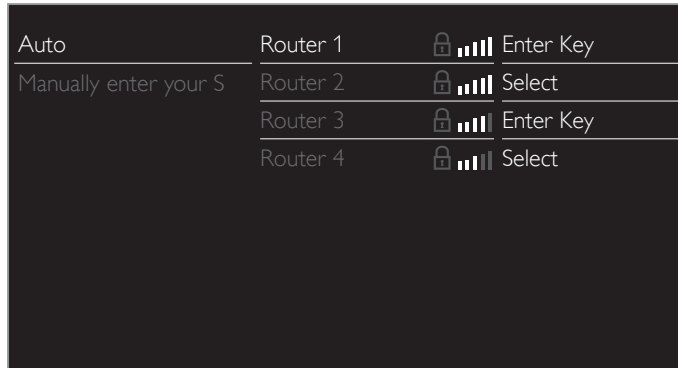 Auto Router 1 Enter Key
Manually enter your S Router 2 Select
Router 3 Enter Key
Router 4 Select